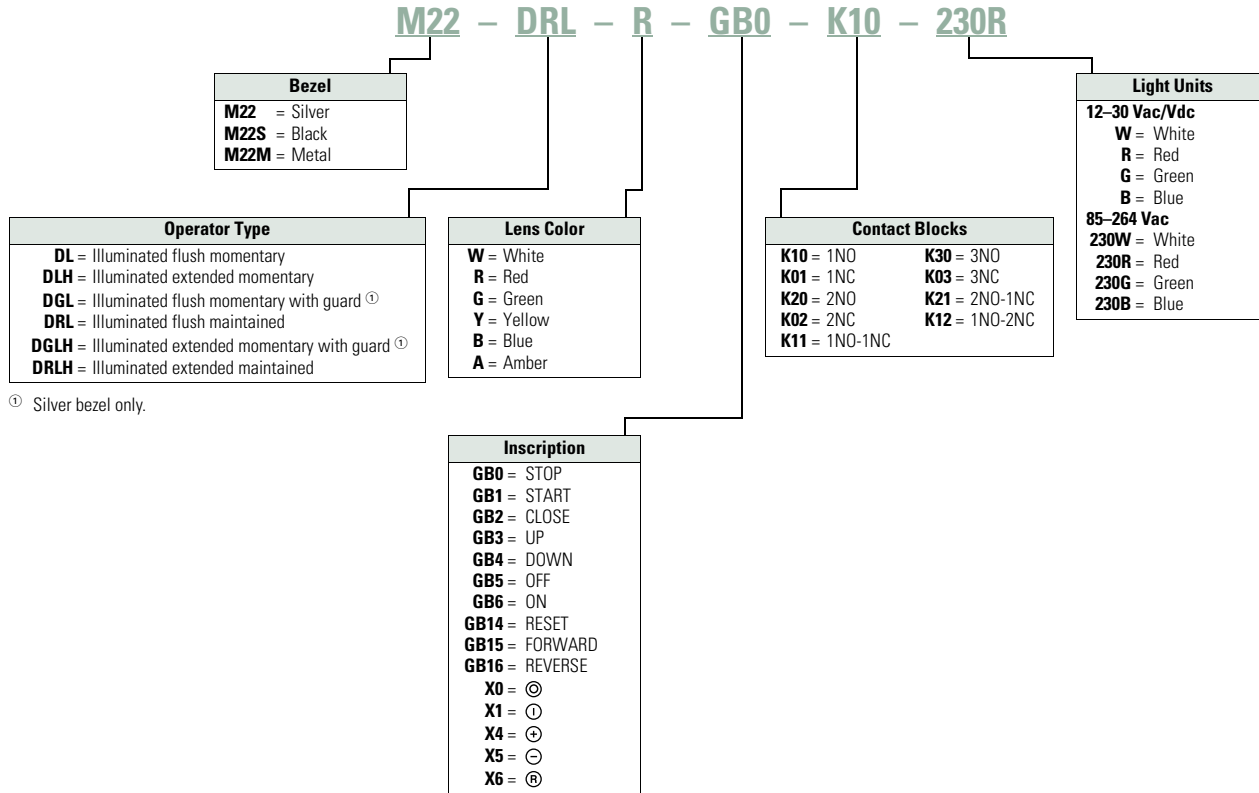 M22 – DRL – R – GB0 – K10 – 230R
Bezel
M22 = Silver
M22S = Black
M22M = Metal
Light Units
12–30 Vac/Vdc
W = White
R = Red
G = Green
B = Blue
85–264 Vac
230W = White
230R = Red
230G = Green
230B = Blue
Operator Type
DL = Illuminated flush momentary
DLH = Illuminated extended momentary
DGL = Illuminated flush momentary with guard ①
DRL = Illuminated flush maintained
DGLH = Illuminated extended momentary with guard ①
DRLH = Illuminated extended maintained
① Silver bezel only.
Lens Color
W = White
R = Red
G = Green
Y = Yellow
B = Blue
A = Amber
Contact Blocks
K10 = 1NO K30 = 3NO
K01 = 1NC K03 = 3NC
K20 = 2NO K21 = 2NO-1NC
K02 = 2NC K12 = 1NO-2NC
K11 = 1NO-1NC
Inscription
GB0 = STOP
GB1 = START
GB2 = CLOSE
GB3 = UP
GB4 = DOWN
GB5 = OFF
GB6 = ON
GB14 = RESET
GB15 = FORWARD
GB16 = REVERSE
X0 = ⌾
X1 = ⏼
X4 = ⊕
X5 = ⊖
X6 = Ⓡ